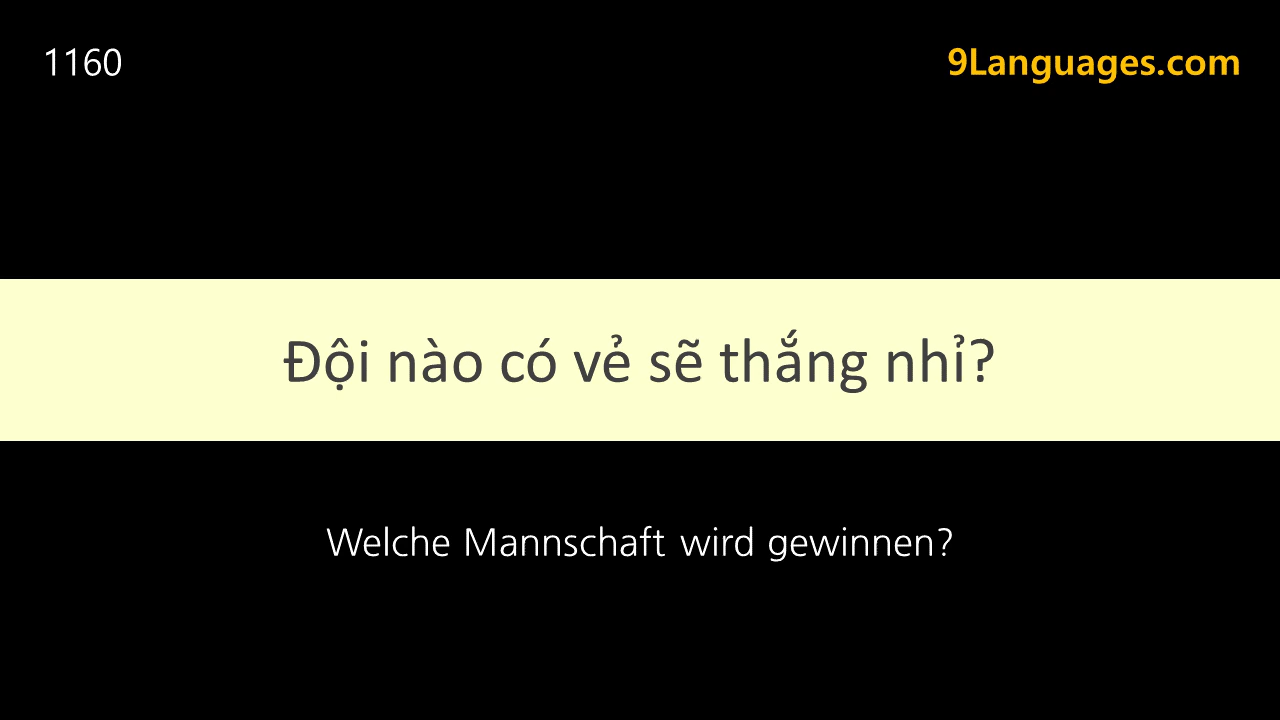 1160
9Languages.com
Đội nào có vẻ sẽ thắng nhỉ?
Welche Mannschaft wird gewinnen?